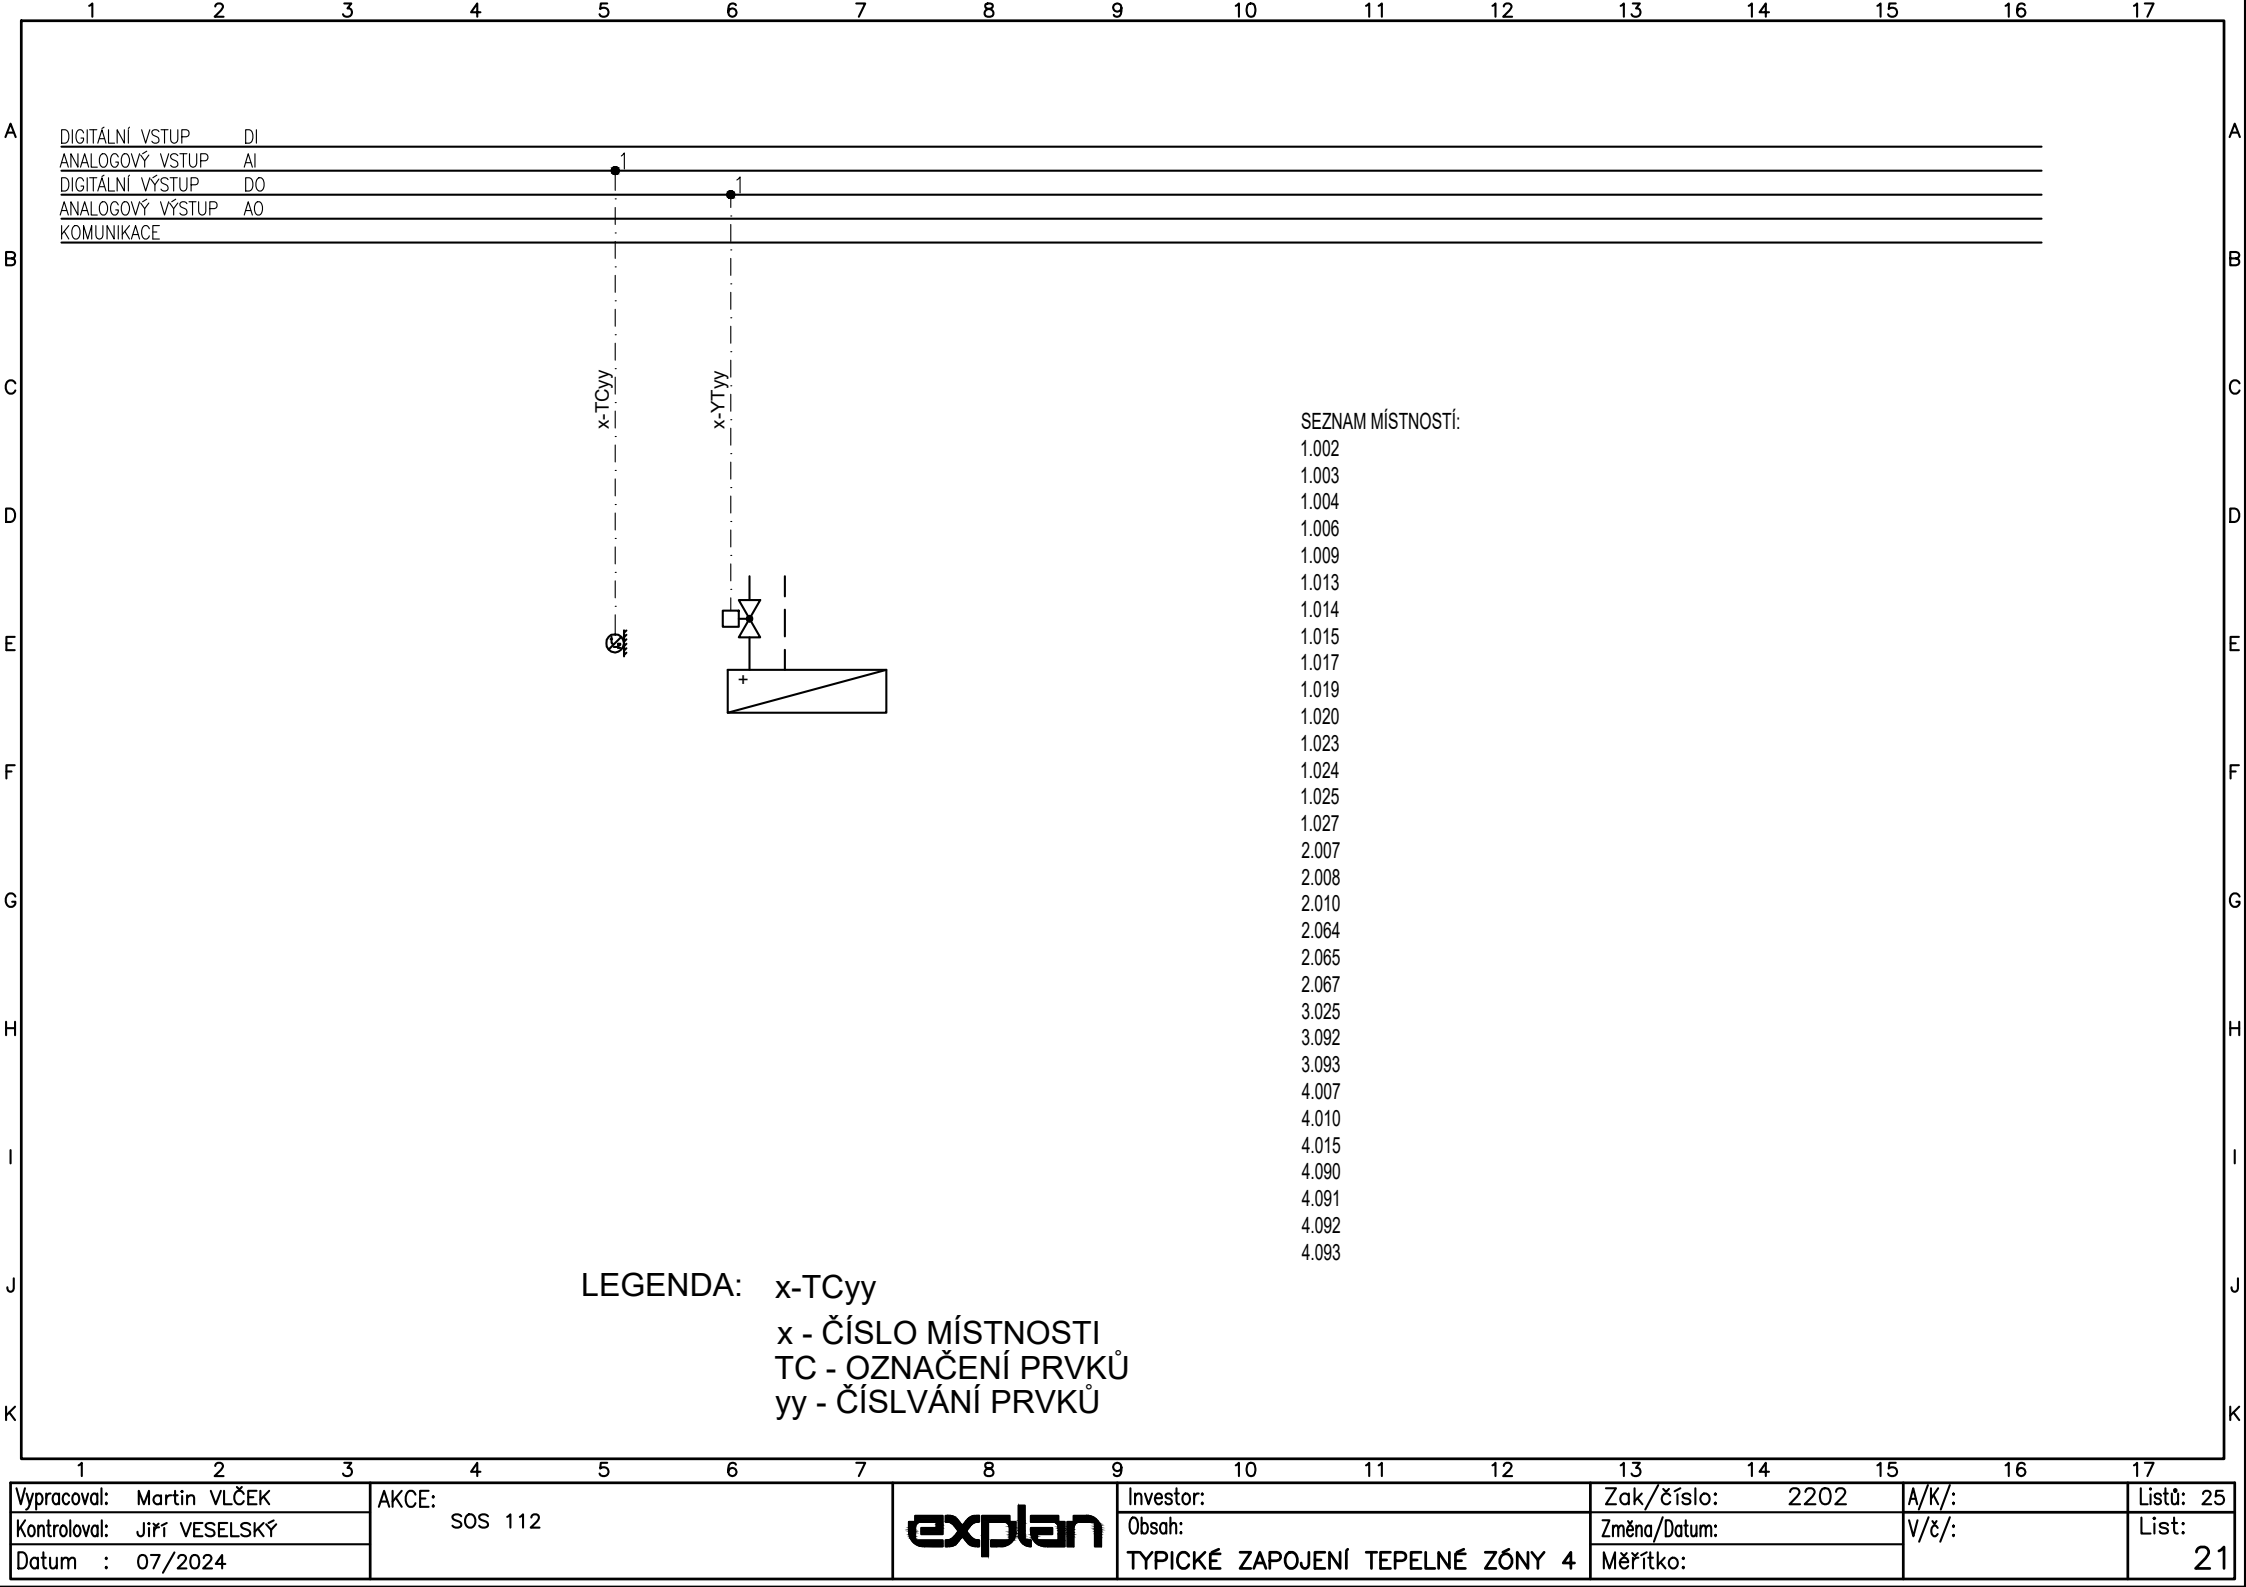 1 2 3 4 5 6 7 8 9 10 11 12 13 14 15 16 17
A A
DIGITÁLNÍ VSTUP DI
ANALOGOVÝ VSTUP AI 1
DIGITÁLNÍ VÝSTUP DO 1
ANALOGOVÝ VÝSTUP AO
KOMUNIKACE
B B
x-TCyy x-YTyy
C C
SEZNAM MÍSTNOSTÍ:
1.002
1.003
1.004
D D
1.006
1.009
1.013
1.014
1.015
E E
1.017
+
1.019
1.020
1.023
1.024
F F
1.025
1.027
2.007
2.008
2.010
G G
2.064
2.065
2.067
3.025
H H
3.092
3.093
4.007
4.010
4.015
I I
4.090
4.091
4.092
4.093
J J
LEGENDA: x-TCyy
x - ČÍSLO MÍSTNOSTI
TC - OZNAČENÍ PRVKŮ
yy - ČÍSLVÁNÍ PRVKŮ
K K
1 2 3 4 5 6 7 8 9 10 11 12 13 14 15 16 17
Vypracoval: Martin VLČEK
Kontroloval: Jiří VESELSKÝ
Datum : 07/2024
AKCE:
SOS 112
explan
Investor:
Obsah:
TYPICKÉ ZAPOJENÍ TEPELNÉ ZÓNY 4
Zak/číslo: 2202
Změna/Datum:
Měřítko:
A/K/:
V/č/:
Listů: 25
List:
21